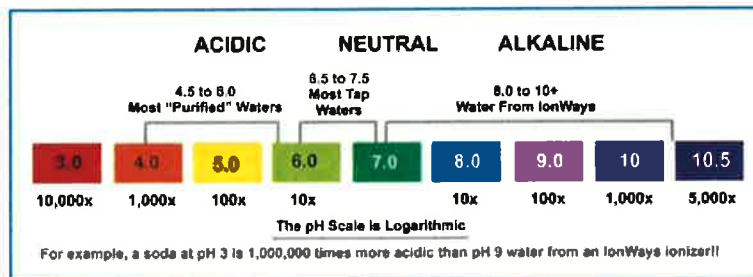 ACIDIC NEUTRAL ALKALINE
4.5 to 6.0
Most "Purified" Waters
6.5 to 7.5
Most Tap
Waters
8.0 to 10+
Water From IonWays
3.0 4.0 5.0 6.0 7.0 8.0 9.0 10 10.5
10,000x 1,000x 100x 10x 10x 100x 1,000x 5,000x
The pH Scale is Logarithmic
For example, a soda at pH 3 is 1,000,000 times more acidic than pH 9 water from an IonWays ionizer!!